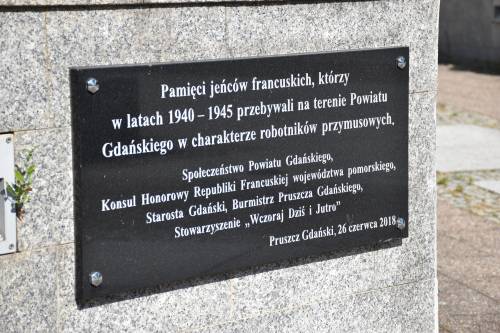 Pamięci jeńców francuskich, którzy
w latach 1940 – 1945 przebywali na terenie Powiatu
Gdańskiego w charakterze robotników przymusowych,
Społeczeństwo Powiatu Gdańskiego,
Konsul Honorowy Republiki Francuskiej województwa pomorskiego,
Starosta Gdański, Burmistrz Pruszcza Gdańskiego,
Stowarzyszenie „Wczoraj Dziś i Jutro”
Pruszcz Gdański, 26 czerwca 2018